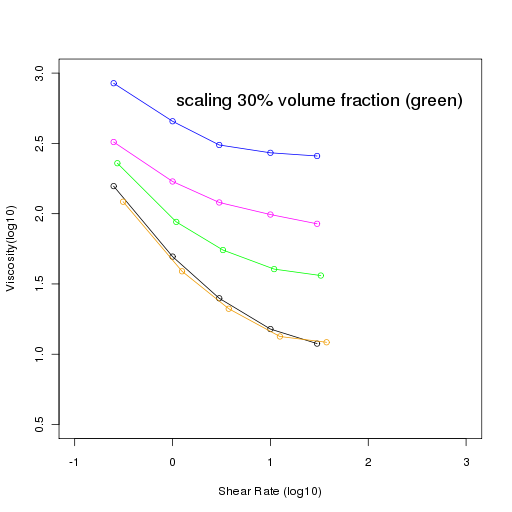 scaling 30% volume fraction (green)
3.0
2.5
2.0
1.5
1.0
0.5
Viscosity(log10)
-1 0 1 2 3
Shear Rate (log10)